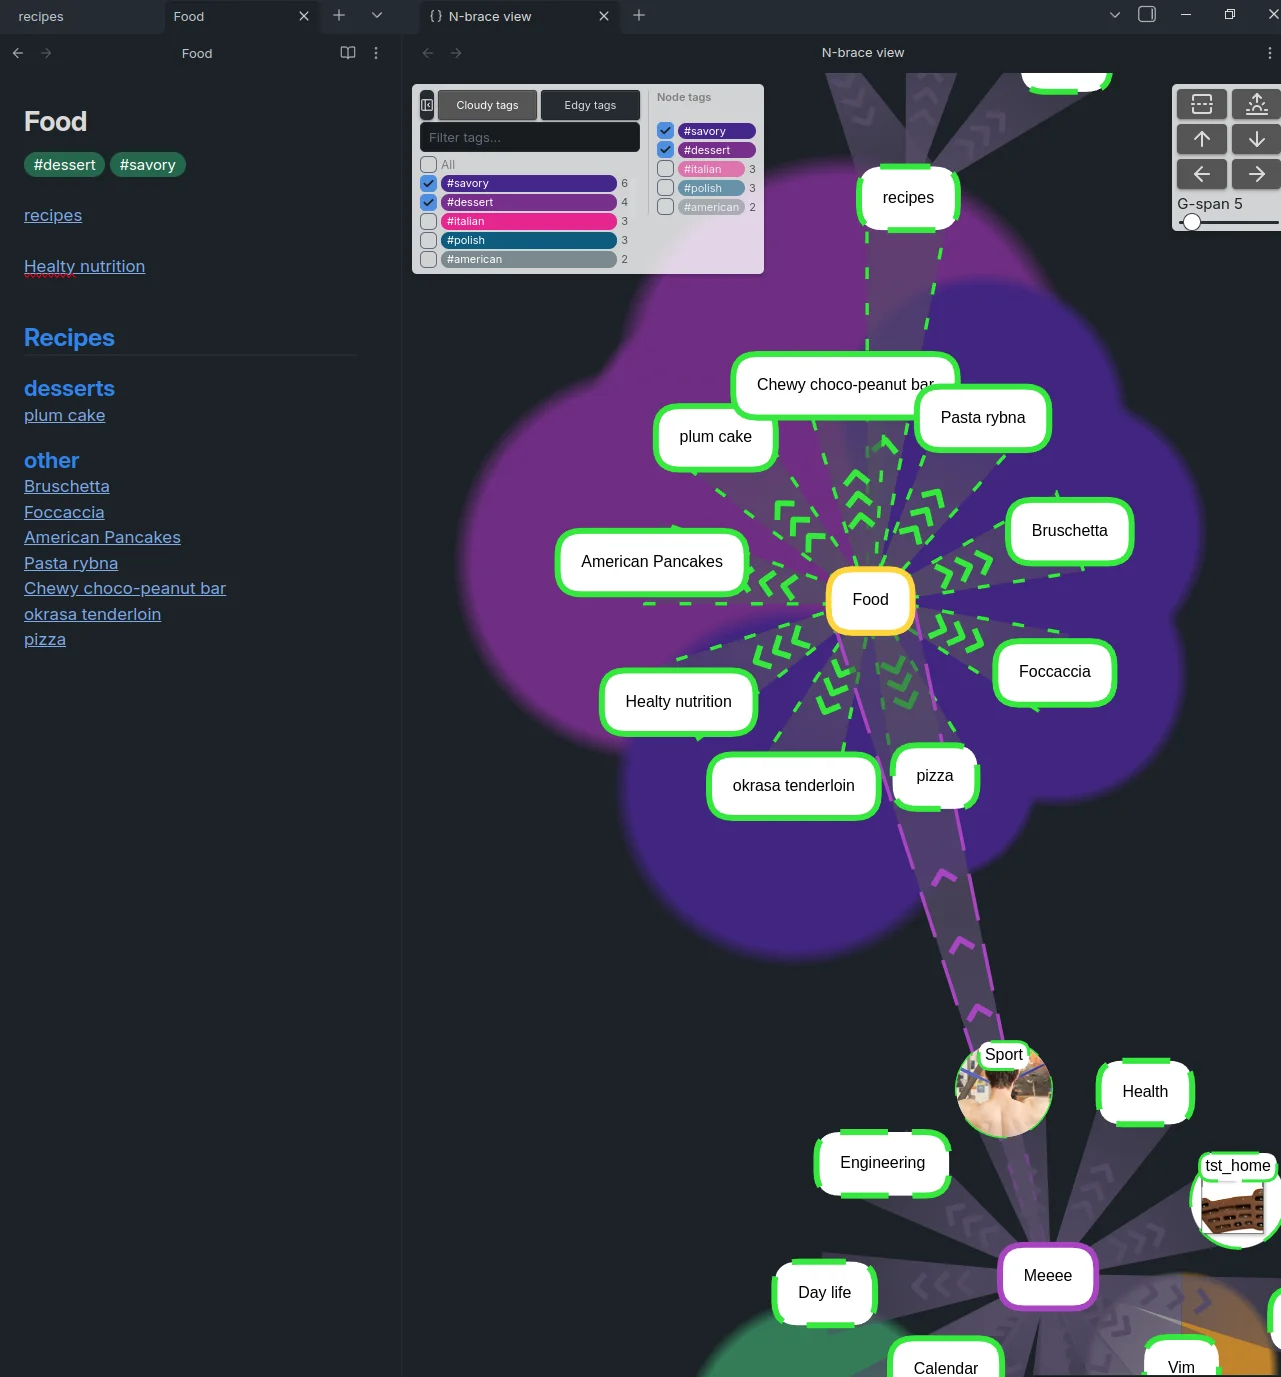 recipes
Food
N-brace view
Food
N-brace view
Food
#dessert
#savory
recipes
Healty nutrition
Recipes
desserts
plum cake
other
Bruschetta
Foccaccia
American Pancakes
Pasta rybna
Chewy choco-peanut bar
okrasa tenderloin
pizza
Cloudy tags
Edgy tags
Filter tags...
All
#savory 6
#dessert 4
#italian 3
#polish 3
#american 2
Node tags
#savory
#dessert
#italian 3
#polish 3
#american 2
G-span 5
recipes
Chewy choco-peanut bar
Pasta rybna
plum cake
Bruschetta
American Pancakes
Food
Foccaccia
Healty nutrition
pizza
okrasa tenderloin
Sport
Health
Engineering
tst_home
Meeee
Day life
Calendar
Vim